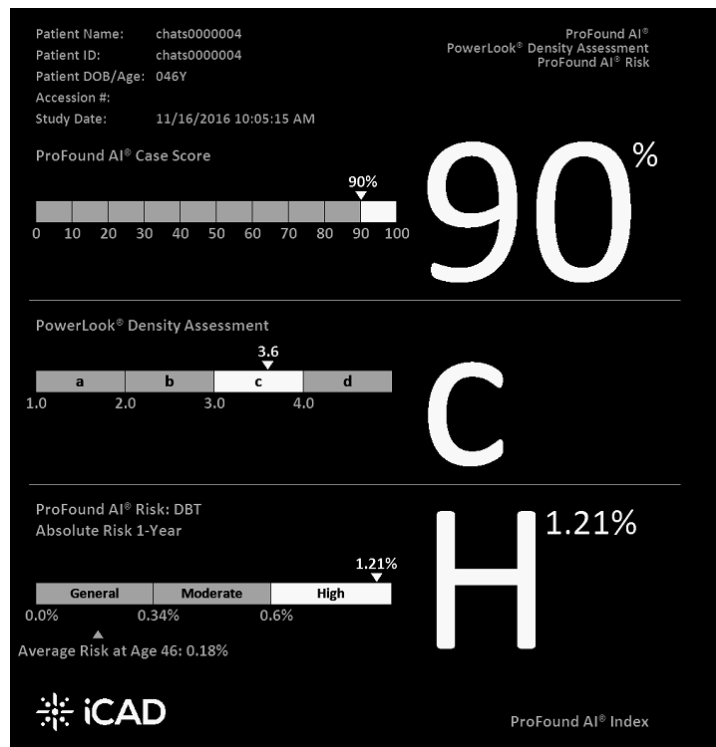 Patient Name: chats0000004
Patient ID: chats0000004
Patient DOB/Age: 046Y
Accession #:
Study Date: 11/16/2016 10:05:15 AM
ProFound AI®
PowerLook® Density Assessment
ProFound AI® Risk
ProFound AI® Case Score
90%
0 10 20 30 40 50 60 70 80 90 100
90%
PowerLook® Density Assessment
3.6
a b c d
1.0 2.0 3.0 4.0
c
ProFound AI® Risk: DBT
Absolute Risk 1-Year
1.21%
General Moderate High
0.0% 0.34% 0.6%
Average Risk at Age 46: 0.18%
H 1.21%
iCAD
ProFound AI® Index